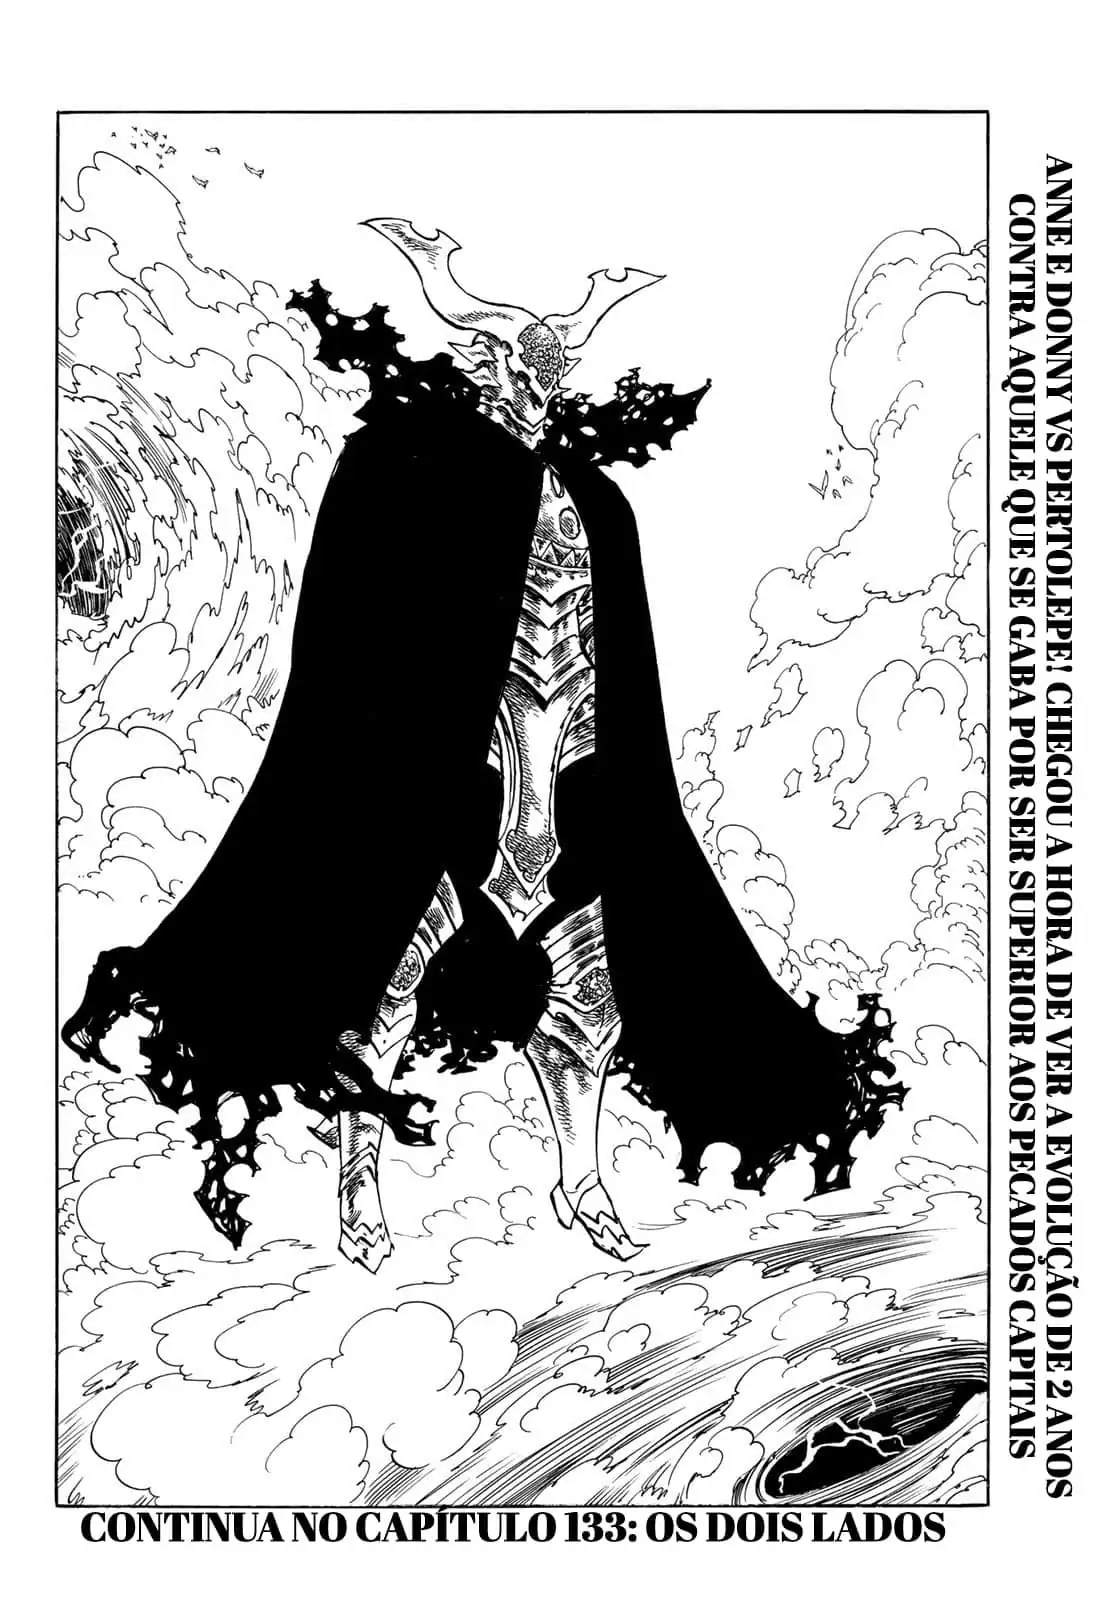 ANNE E DONNY VS PERTOLEPE! CHEGOU A HORA DE VER A EVOLUÇÃO DE 2 ANOS
CONTRA AQUELE QUE SE GABA POR SER SUPERIOR AOS PECADOS CAPITAIS
CONTINUA NO CAPÍTULO 133: OS DOIS LADOS